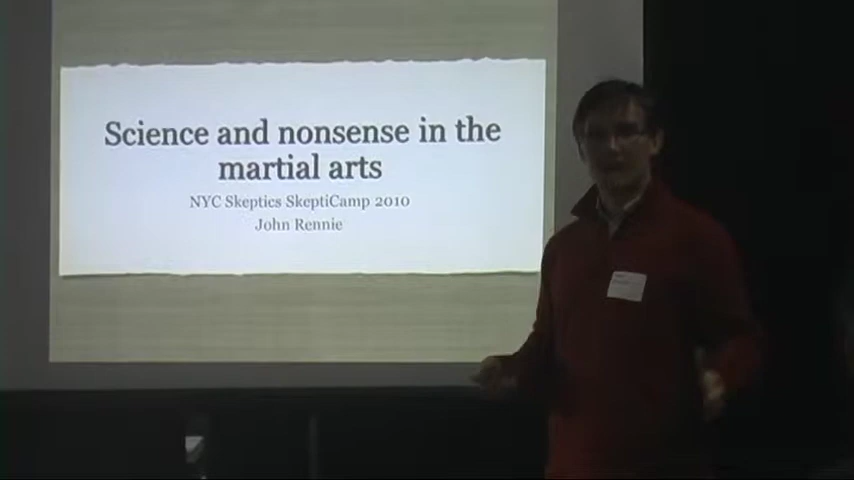 Science and nonsense in the
martial arts
NYC Skeptics SkeptiCamp 2010
John Rennie